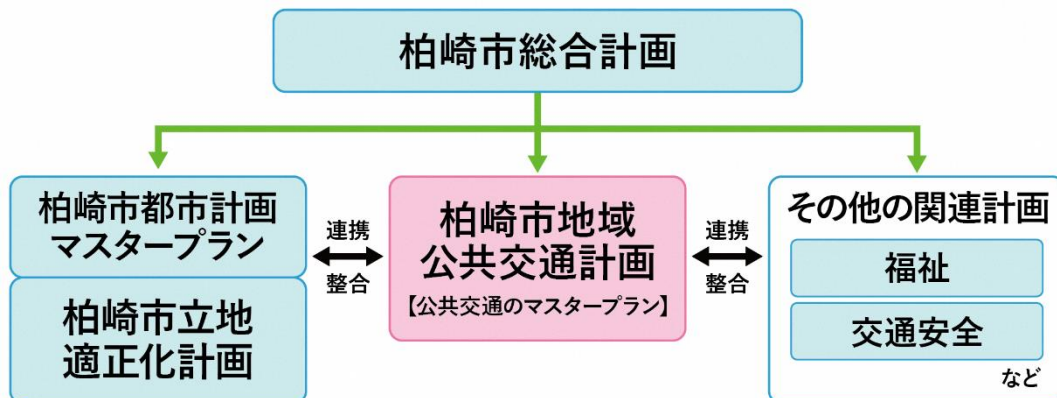 柏崎市総合計画
柏崎市都市計画
マスタープラン
柏崎市立地
適正化計画
連携
整合
柏崎市地域
公共交通計画
【公共交通のマスタープラン】
連携
整合
その他の関連計画
福祉
交通安全
など